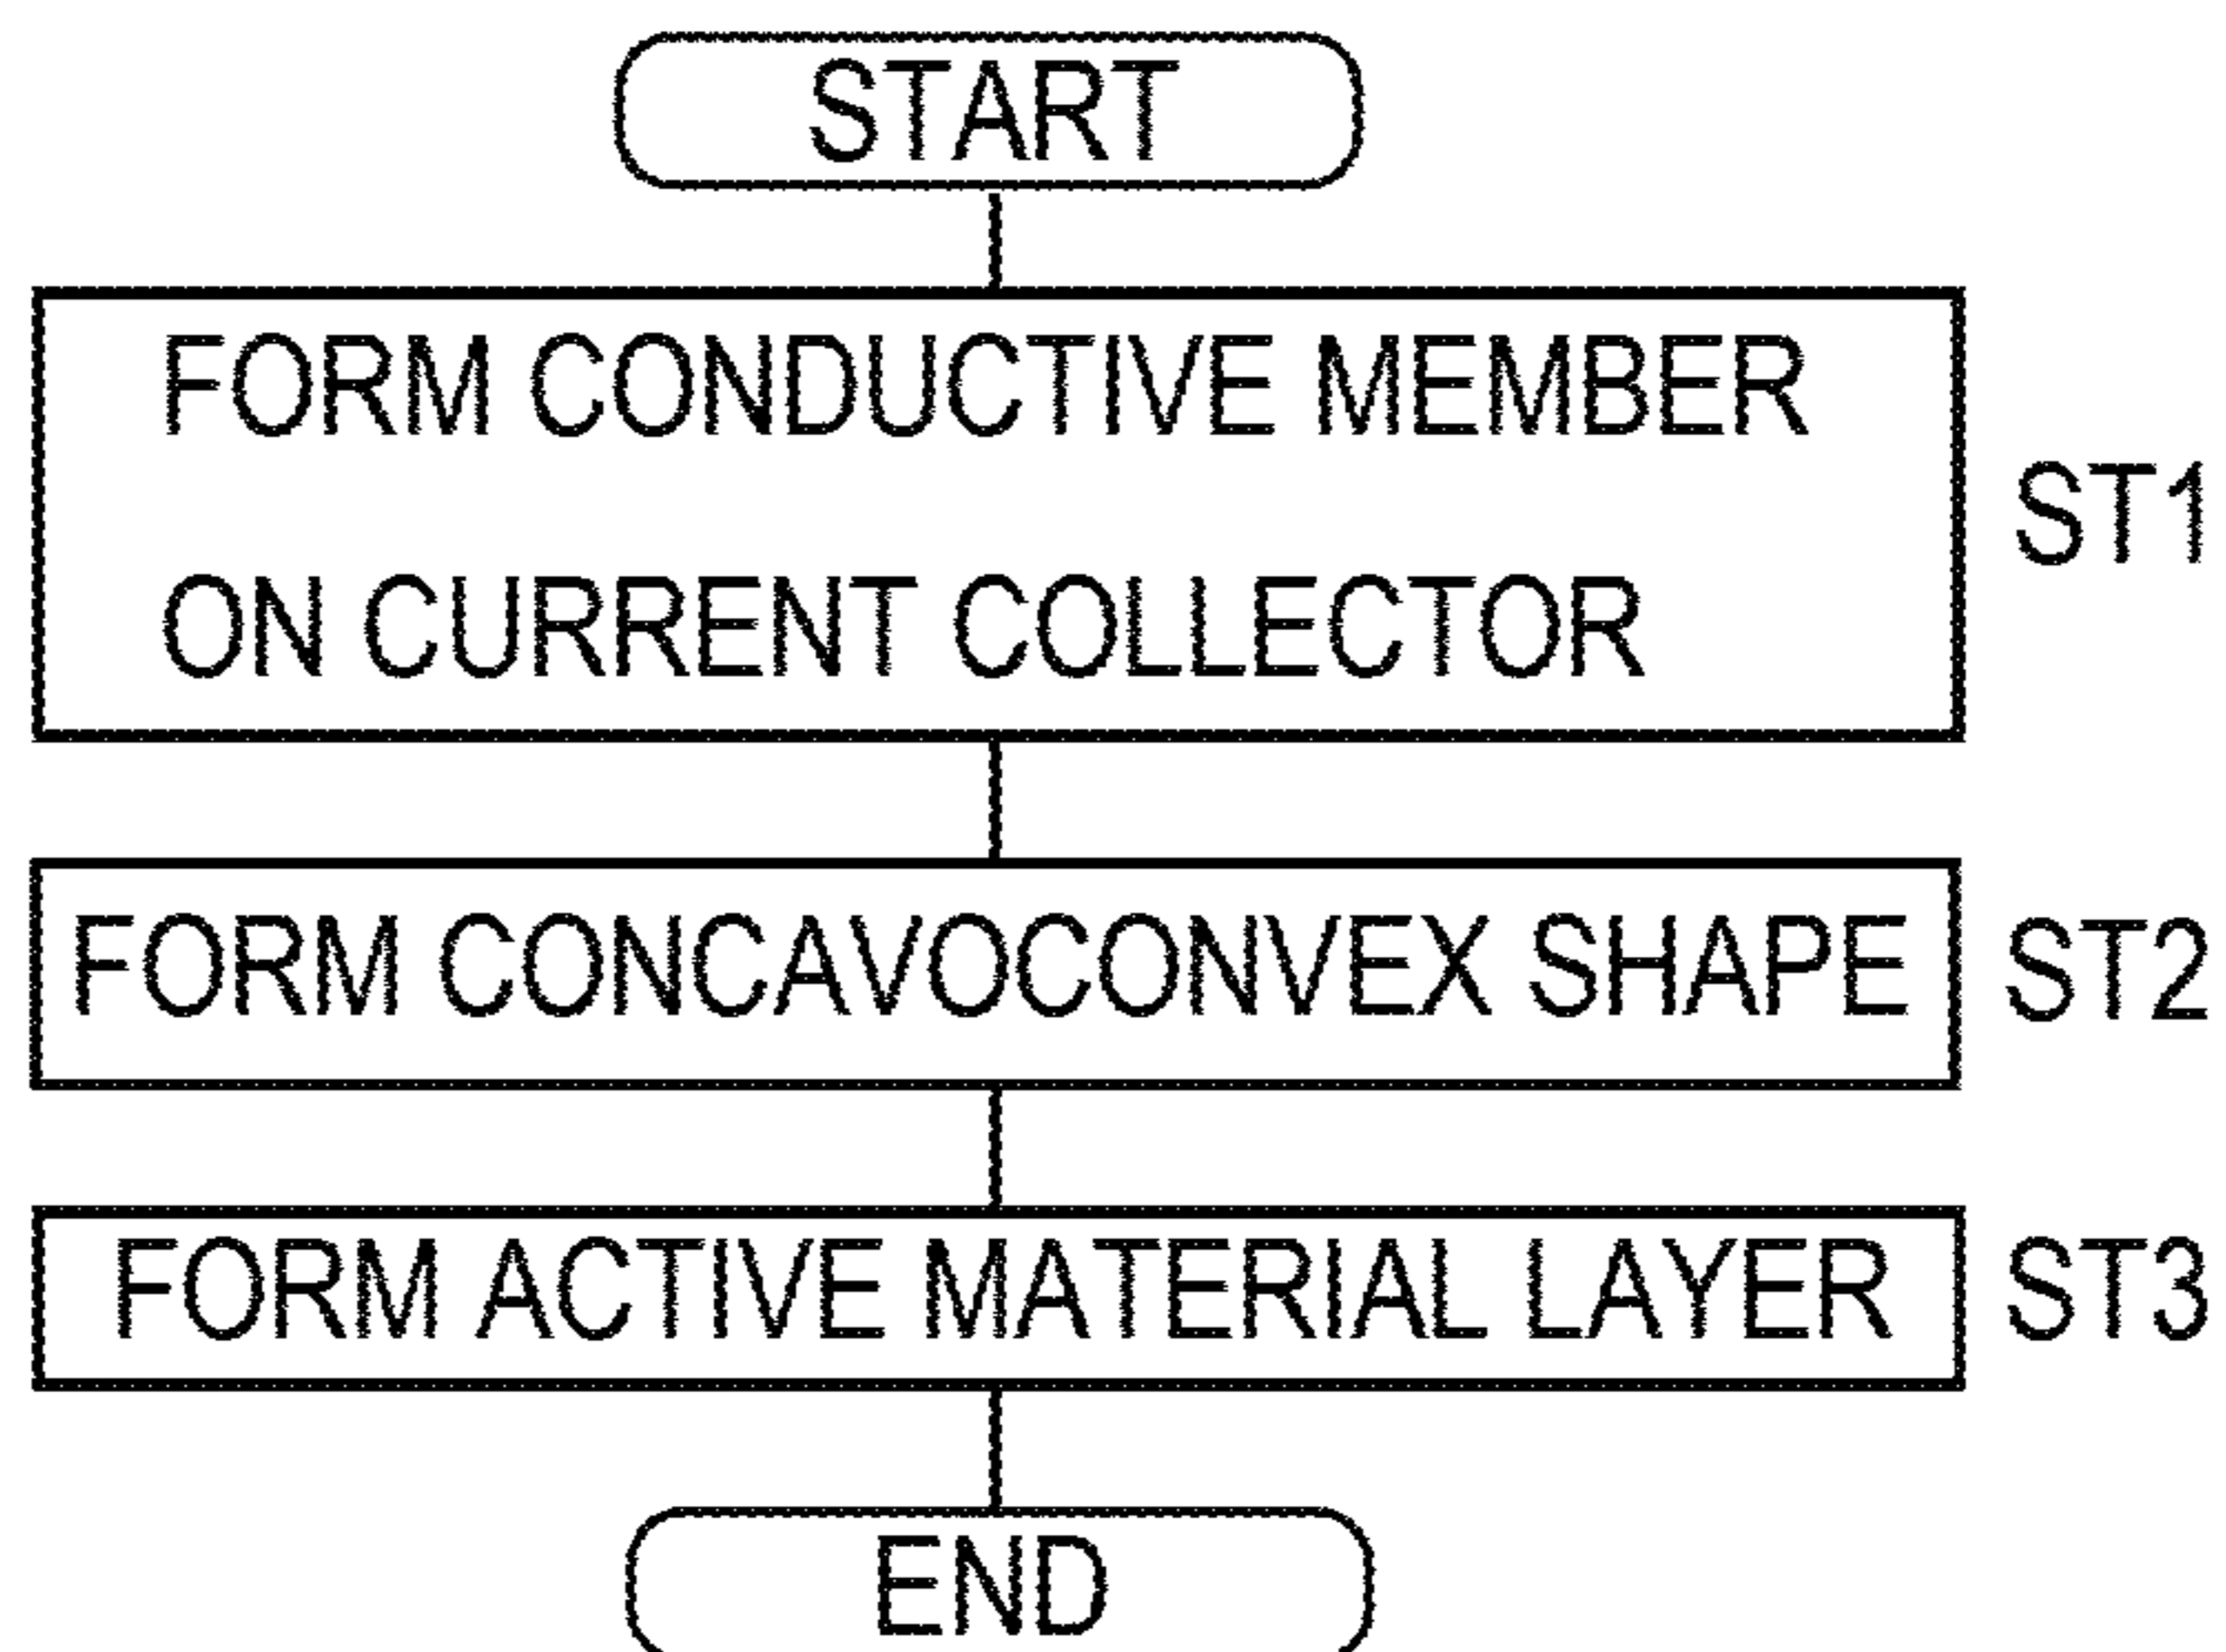 START
FORM CONDUCTIVE MEMBER
ON CURRENT COLLECTOR
ST1
FORM CONCAVOCONVEX SHAPE
ST2
FORM ACTIVE MATERIAL LAYER
ST3
END